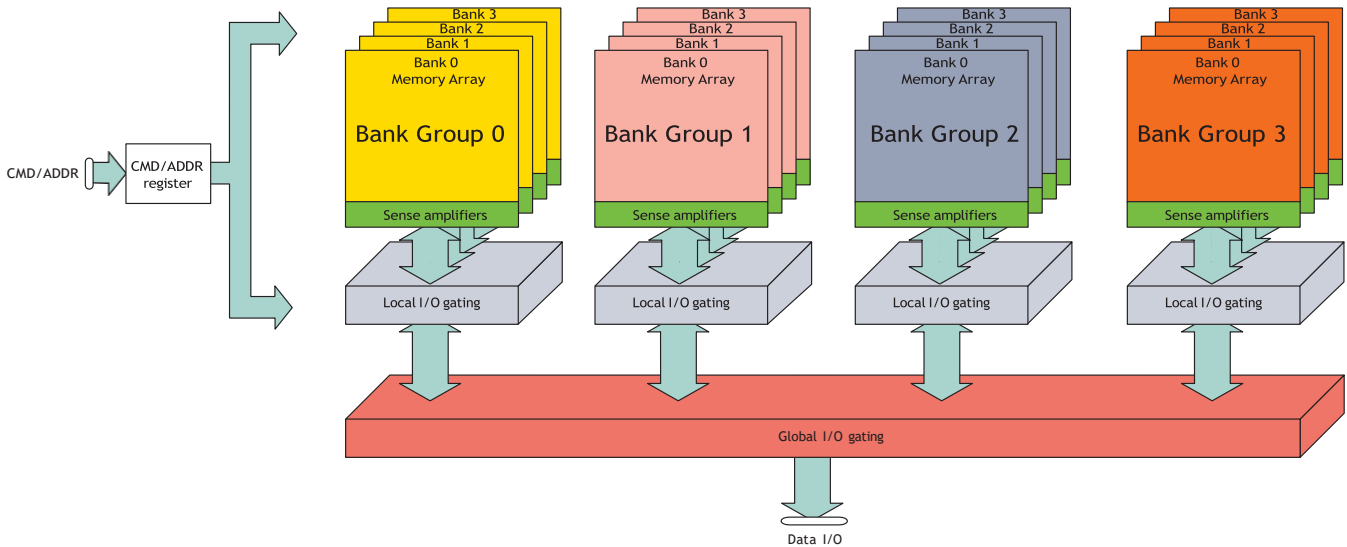 Bank 3
Bank 2
Bank 1
Bank 0
Memory Array
Bank Group 0
Sense amplifiers
Local I/O gating
Bank 3
Bank 2
Bank 1
Bank 0
Memory Array
Bank Group 1
Sense amplifiers
Local I/O gating
Bank 3
Bank 2
Bank 1
Bank 0
Memory Array
Bank Group 2
Sense amplifiers
Local I/O gating
Bank 3
Bank 2
Bank 1
Bank 0
Memory Array
Bank Group 3
Sense amplifiers
Local I/O gating
CMD/ADDR
CMD/ADDR
register
Global I/O gating
Data I/O